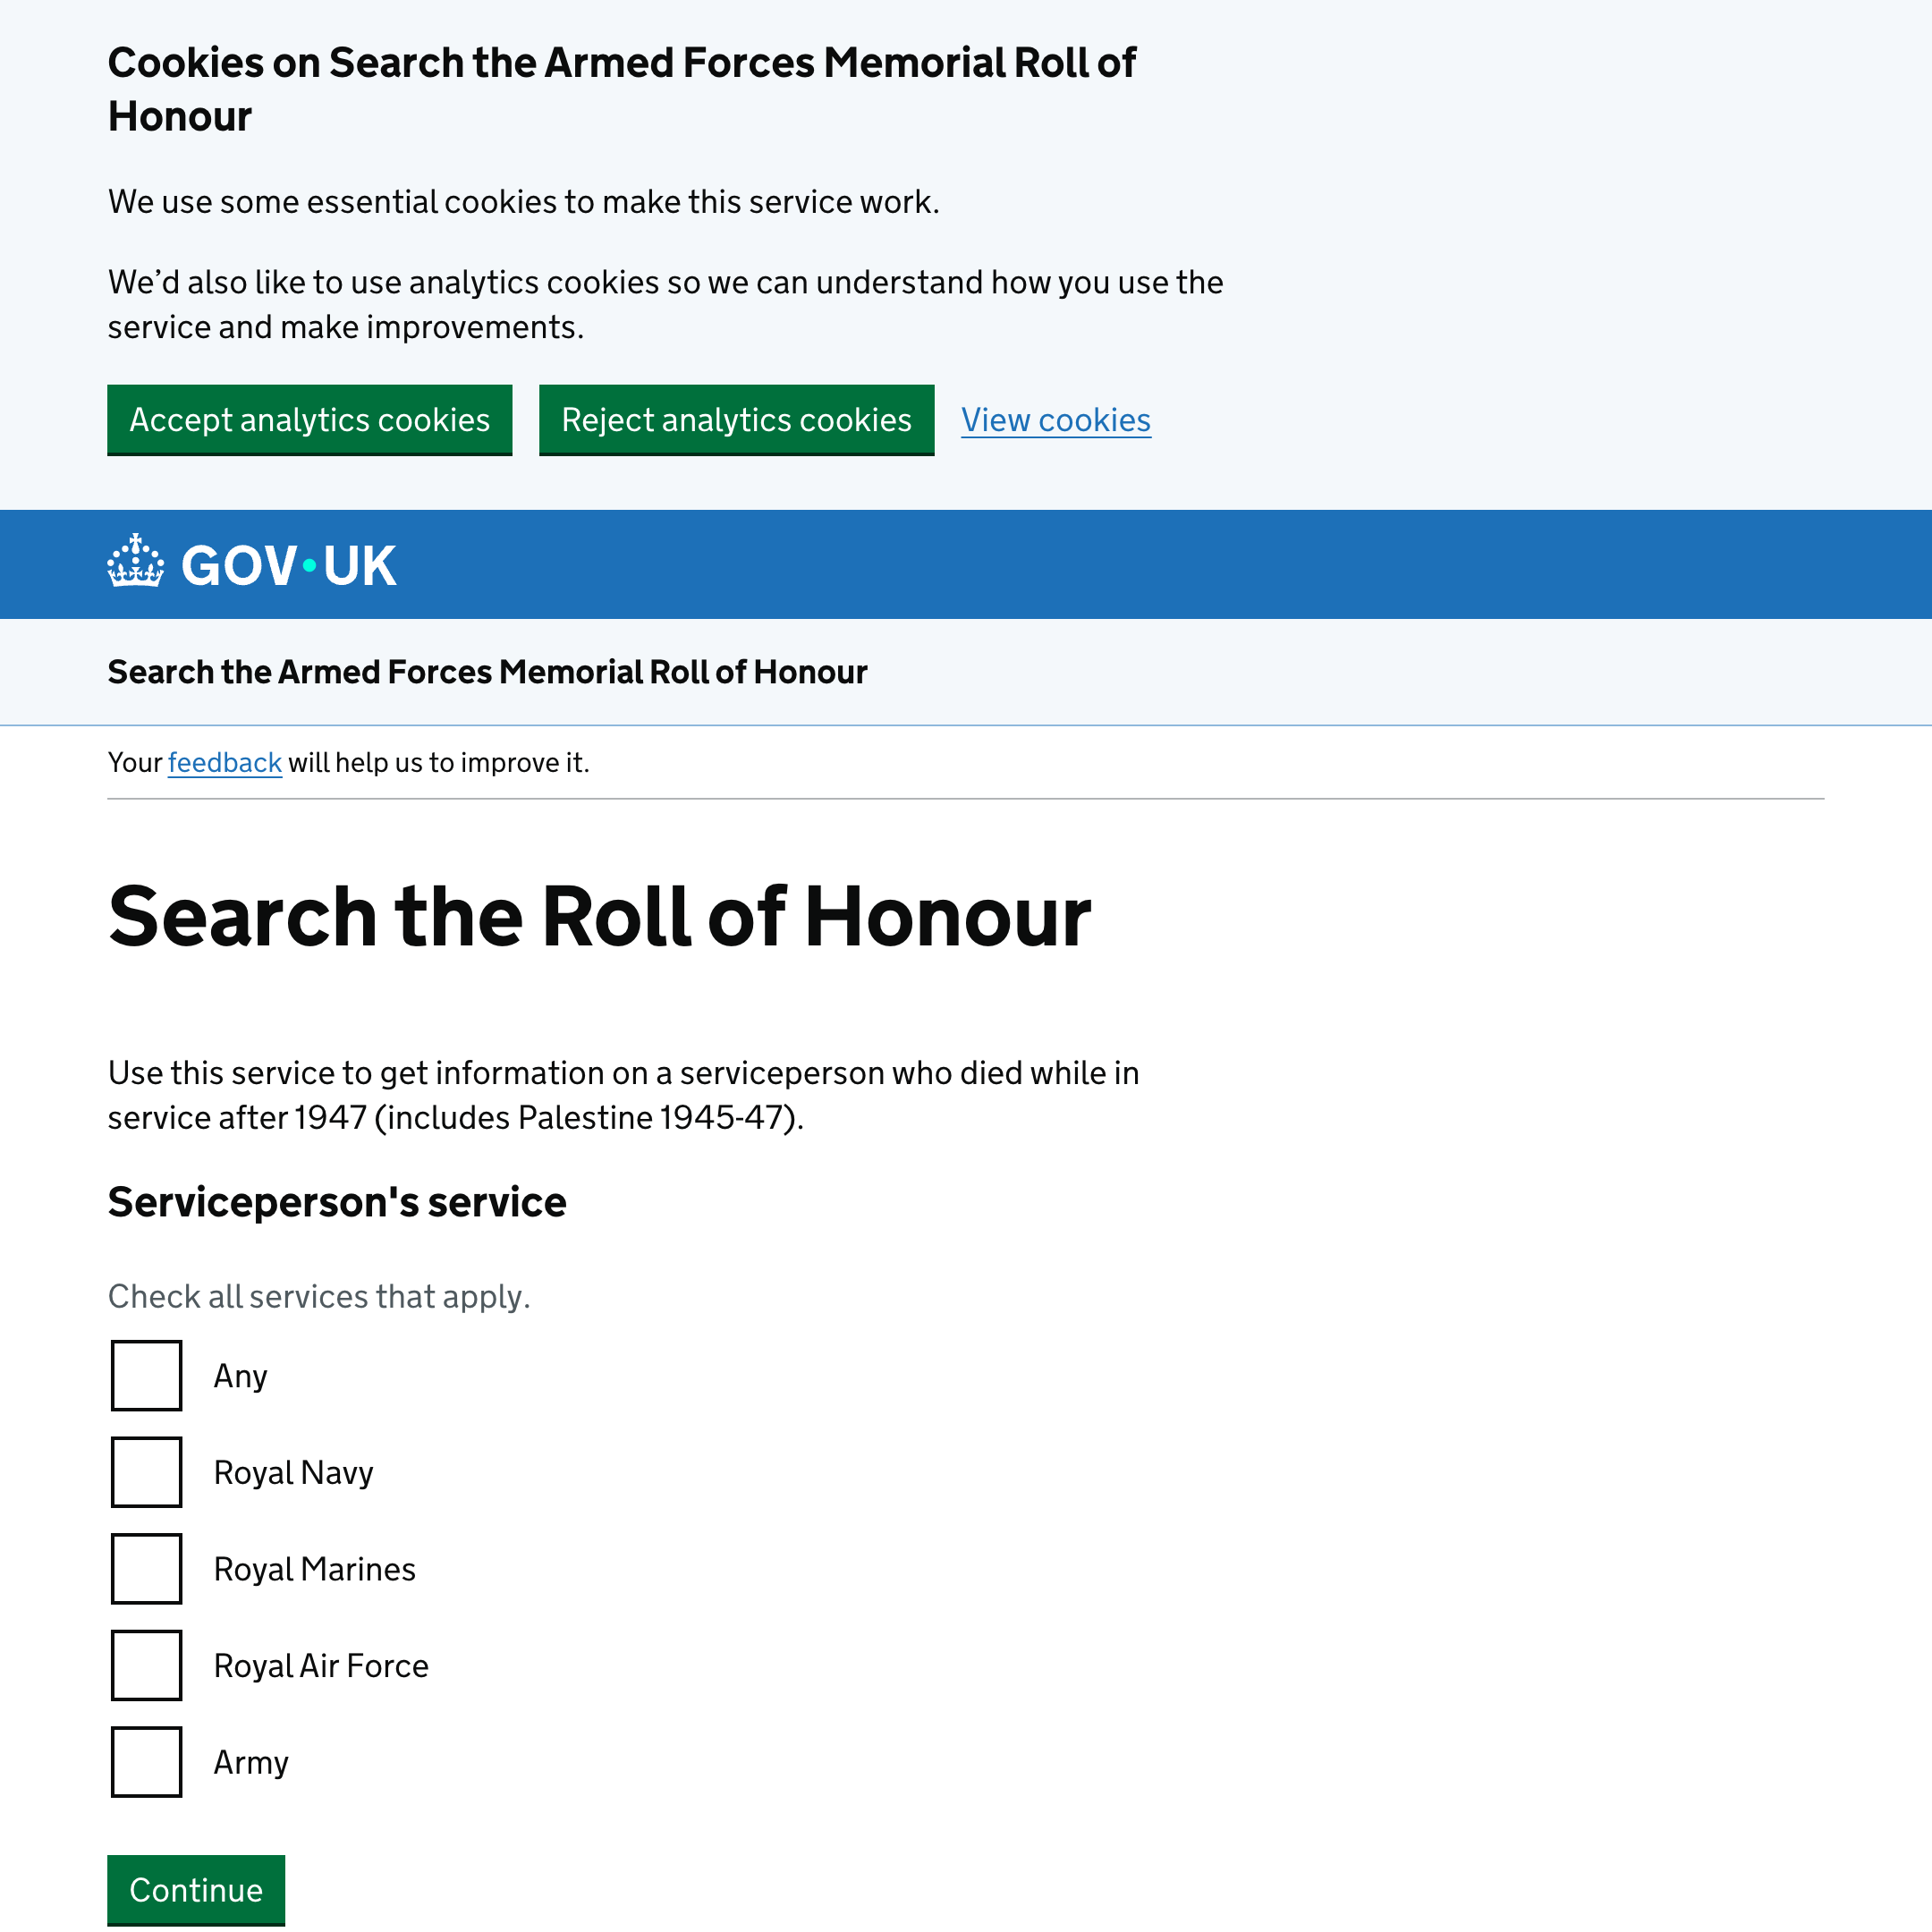 Cookies on Search the Armed Forces Memorial Roll of
Honour
We use some essential cookies to make this service work.
We’d also like to use analytics cookies so we can understand how you use the
service and make improvements.
Accept analytics cookies Reject analytics cookies View cookies
GOV•UK
Search the Armed Forces Memorial Roll of Honour
Your feedback will help us to improve it.
Search the Roll of Honour
Use this service to get information on a serviceperson who died while in
service after 1947 (includes Palestine 1945-47).
Serviceperson's service
Check all services that apply.
Any
Royal Navy
Royal Marines
Royal Air Force
Army
Continue